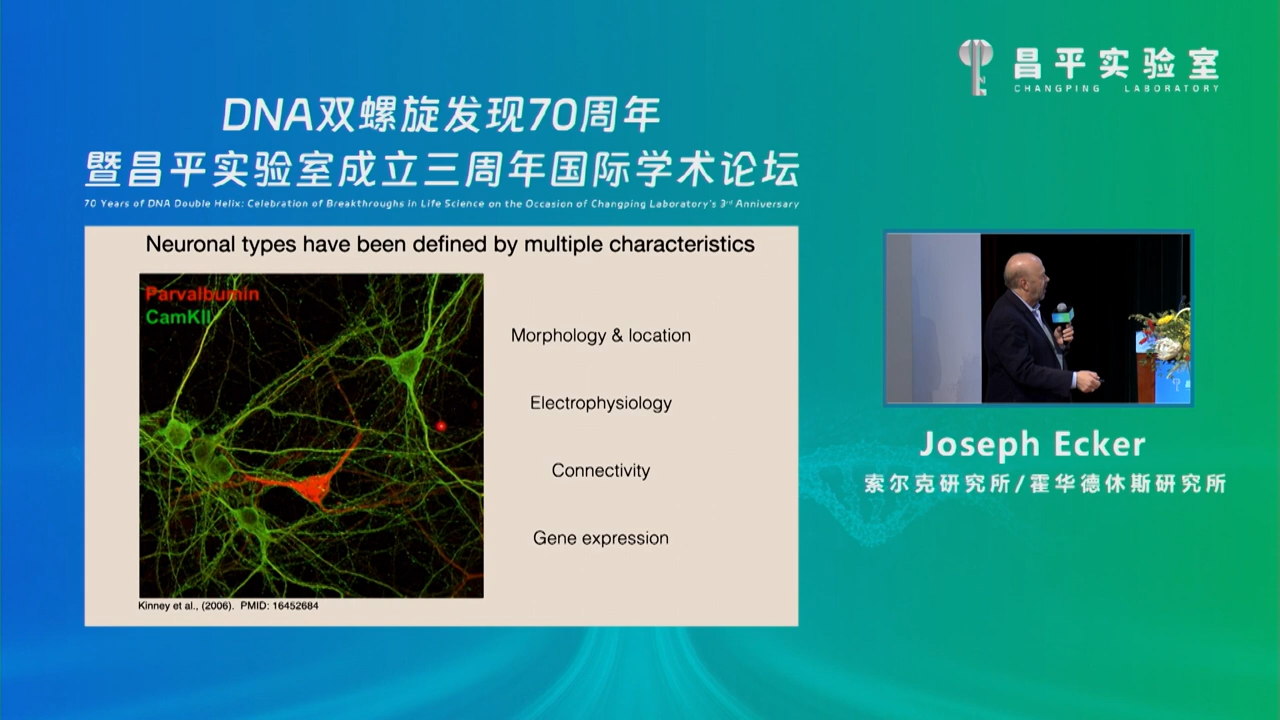 昌平实验室
CHANGPING LABORATORY
DNA双螺旋发现70周年
暨昌平实验室成立三周年国际学术论坛
70 Years of DNA Double Helix: Celebration of Breakthroughs in Life Science on the Occasion of Changping Laboratory's 3rd Anniversary
Neuronal types have been defined by multiple characteristics
Parvalbumin
CamKII
Morphology & location
Electrophysiology
Connectivity
Gene expression
Kinney et al., (2006). PMID: 16452684
Joseph Ecker
索尔克研究所/霍华德休斯研究所